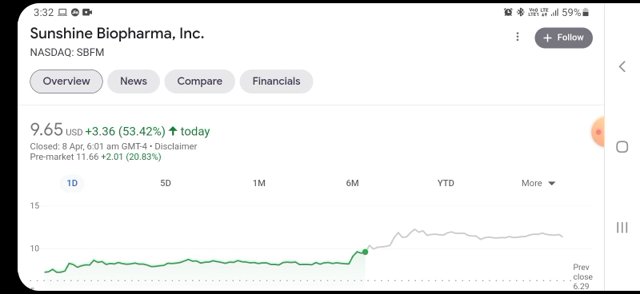 3:32 59%
Sunshine Biopharma, Inc.
NASDAQ: SBFM
+ Follow
Overview News Compare Financials
9.65 USD +3.36 (53.42%) ↑ today
Closed: 8 Apr, 6:01 am GMT-4 • Disclaimer
Pre-market 11.66 +2.01 (20.83%)
1D 5D 1M 6M YTD More
15
10
Prev
close
6.29